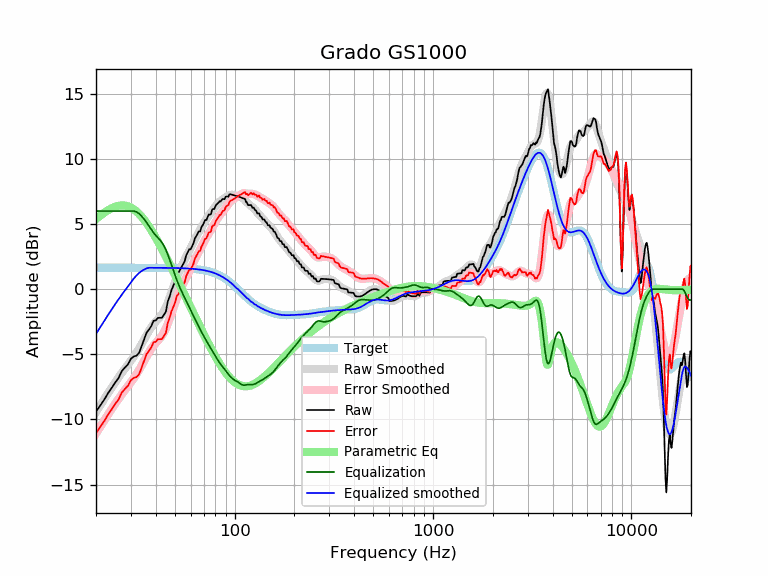 Grado GS1000
Amplitude (dBr)
15
10
5
0
−5
−10
−15
Target
Raw Smoothed
Error Smoothed
Raw
Error
Parametric Eq
Equalization
Equalized smoothed
100
1000
10000
Frequency (Hz)